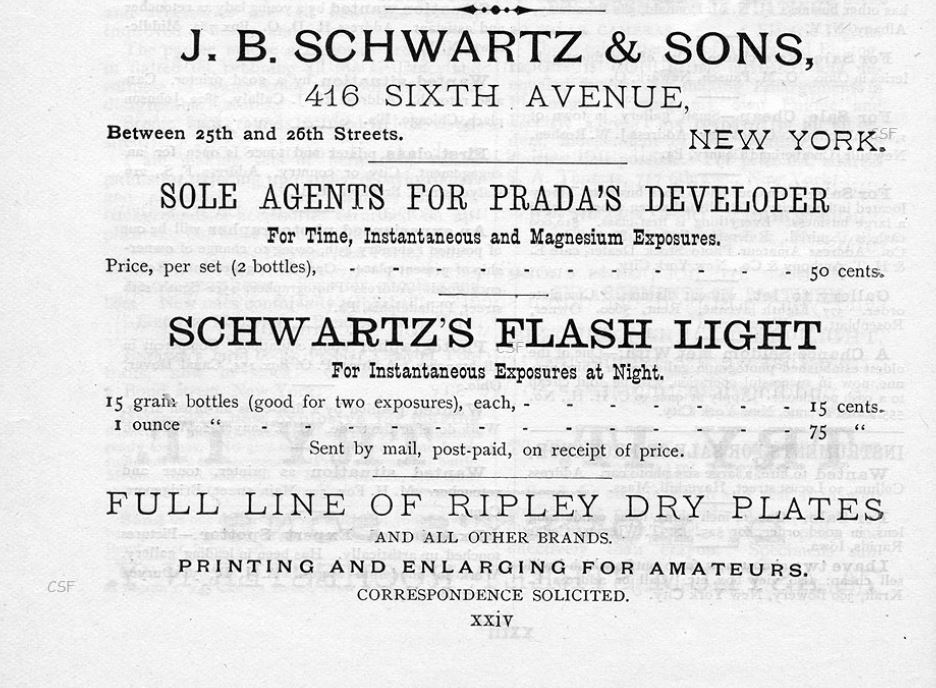 J. B. SCHWARTZ & SONS,
416 SIXTH AVENUE,
Between 25th and 26th Streets.
NEW YORK.
SOLE AGENTS FOR PRADA'S DEVELOPER
For Time, Instantaneous and Magnesium Exposures.
Price, per set (2 bottles), - - - - - - - - - 50 cents.
SCHWARTZ'S FLASH LIGHT
CSF
For Instantaneous Exposures at Night.
15 grain bottles (good for two exposures), each, - - - - - - - 15 cents.
1 ounce “ - - - - - - - - - - - - - 75 “
Sent by mail, post-paid, on receipt of price.
FULL LINE OF RIPLEY DRY PLATES
AND ALL OTHER BRANDS.
PRINTING AND ENLARGING FOR AMATEURS.
CSF
CORRESPONDENCE SOLICITED.
xxiv
CSF